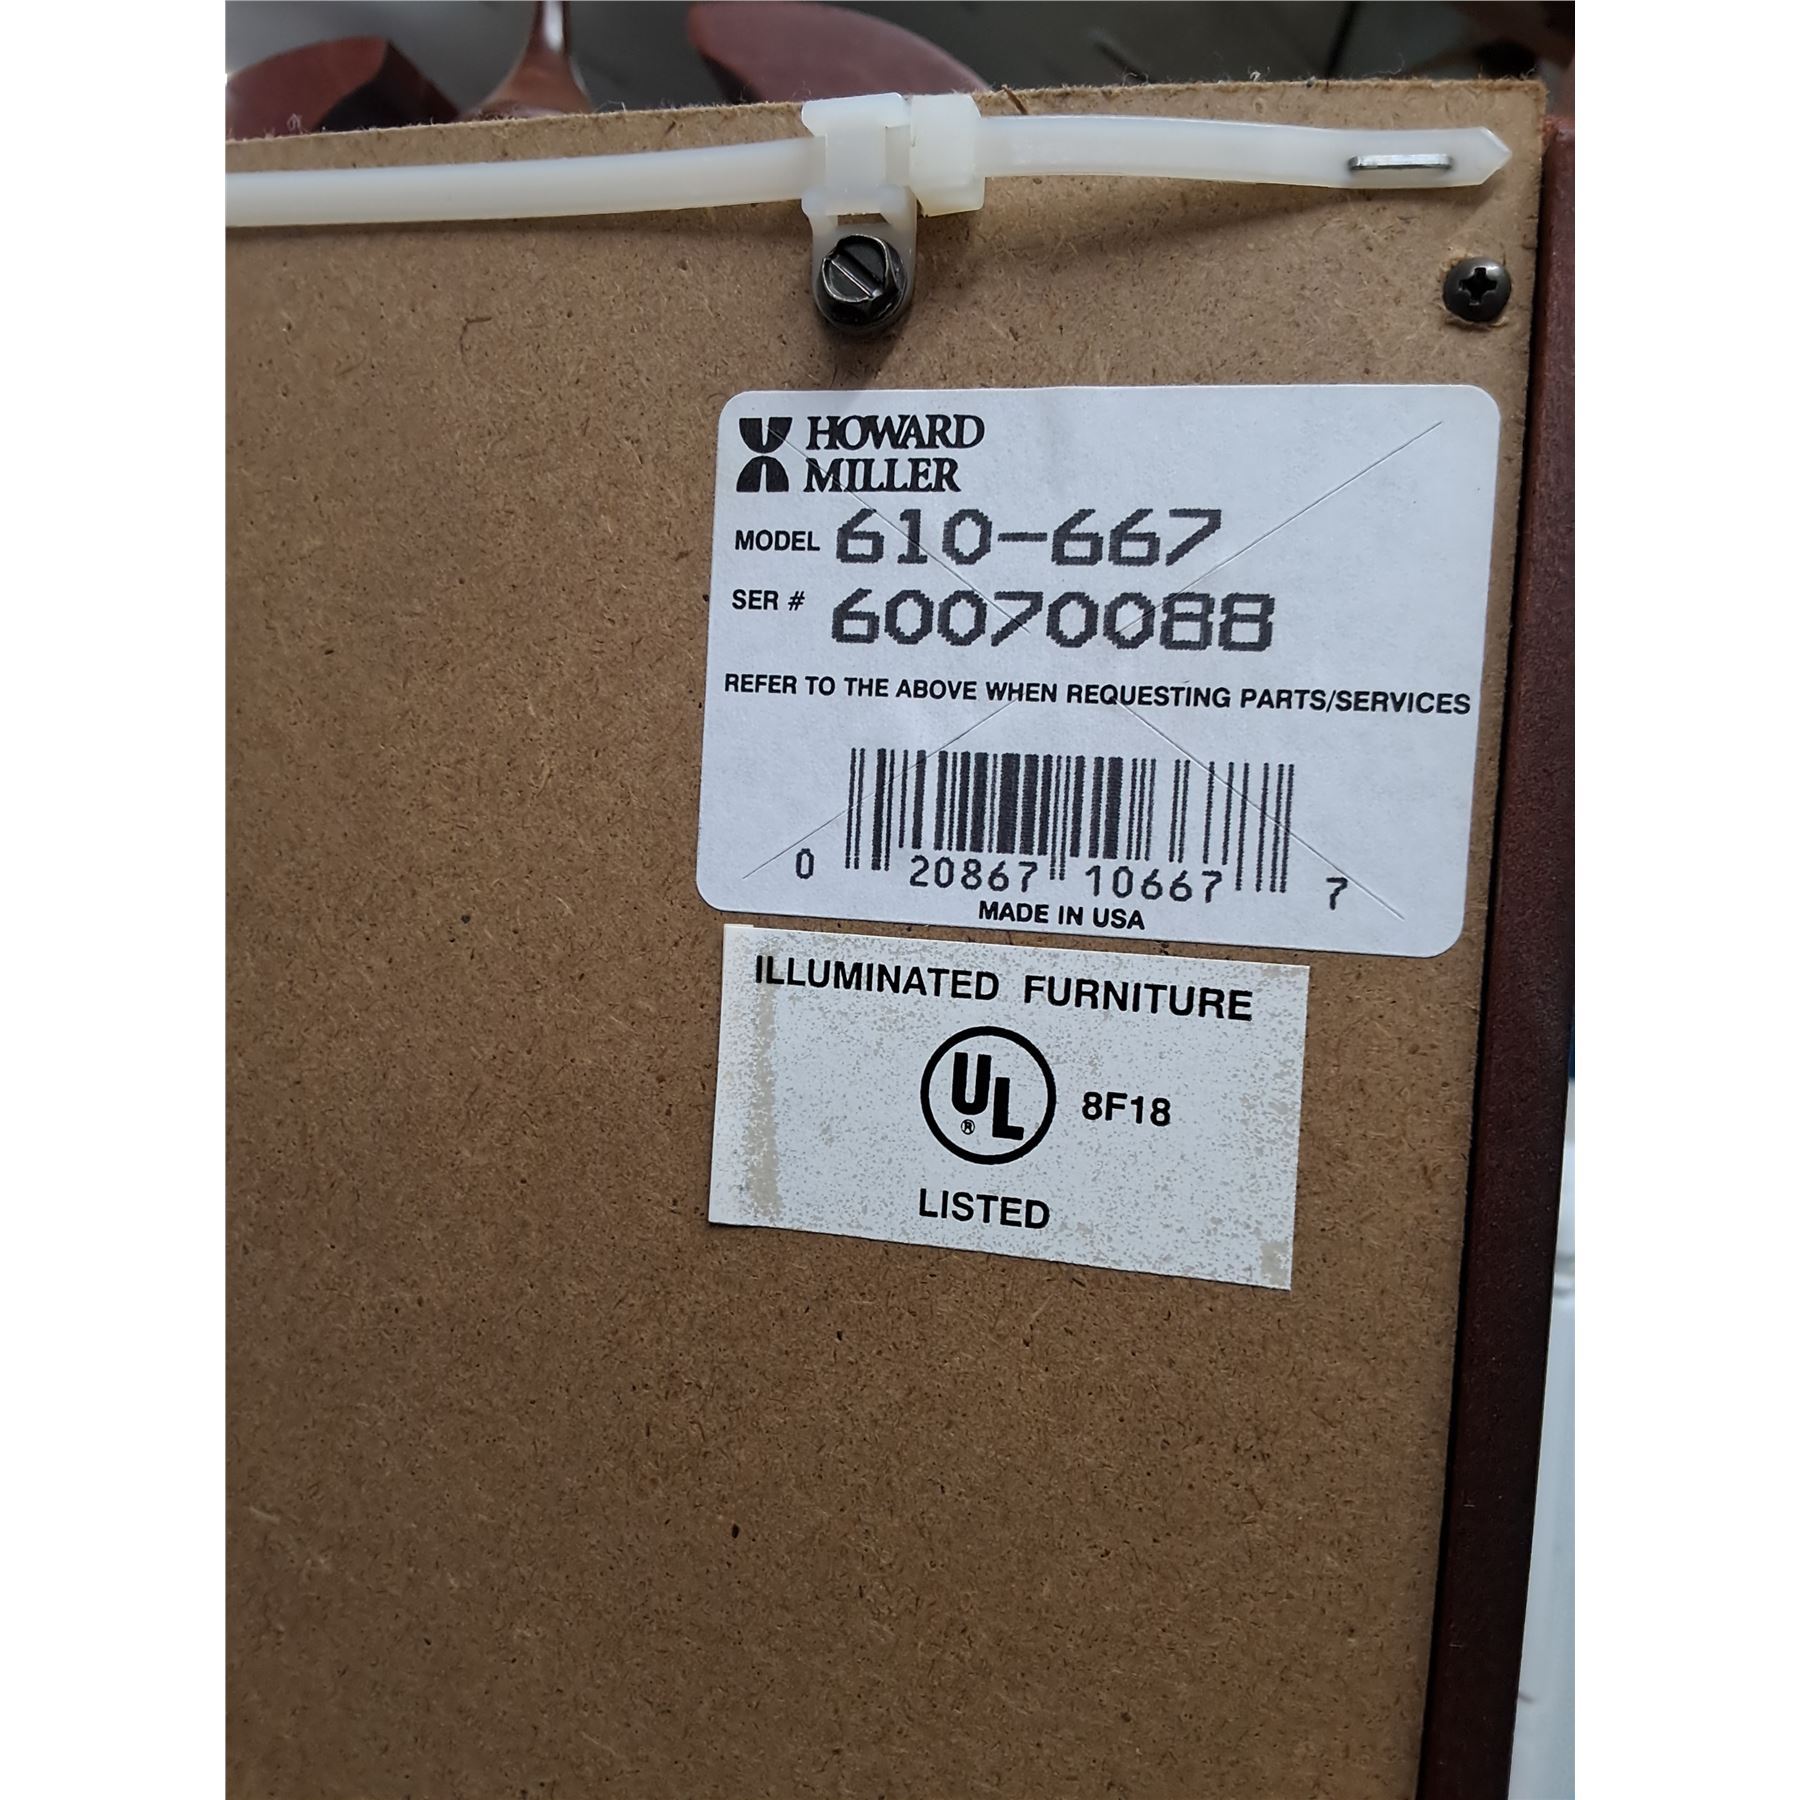 HOWARD
MILLER
MODEL 610-667
SER # 60070088
REFER TO THE ABOVE WHEN REQUESTING PARTS/SERVICES
0 20867 10667 7
MADE IN USA
ILLUMINATED FURNITURE
UL ® 8F18
LISTED